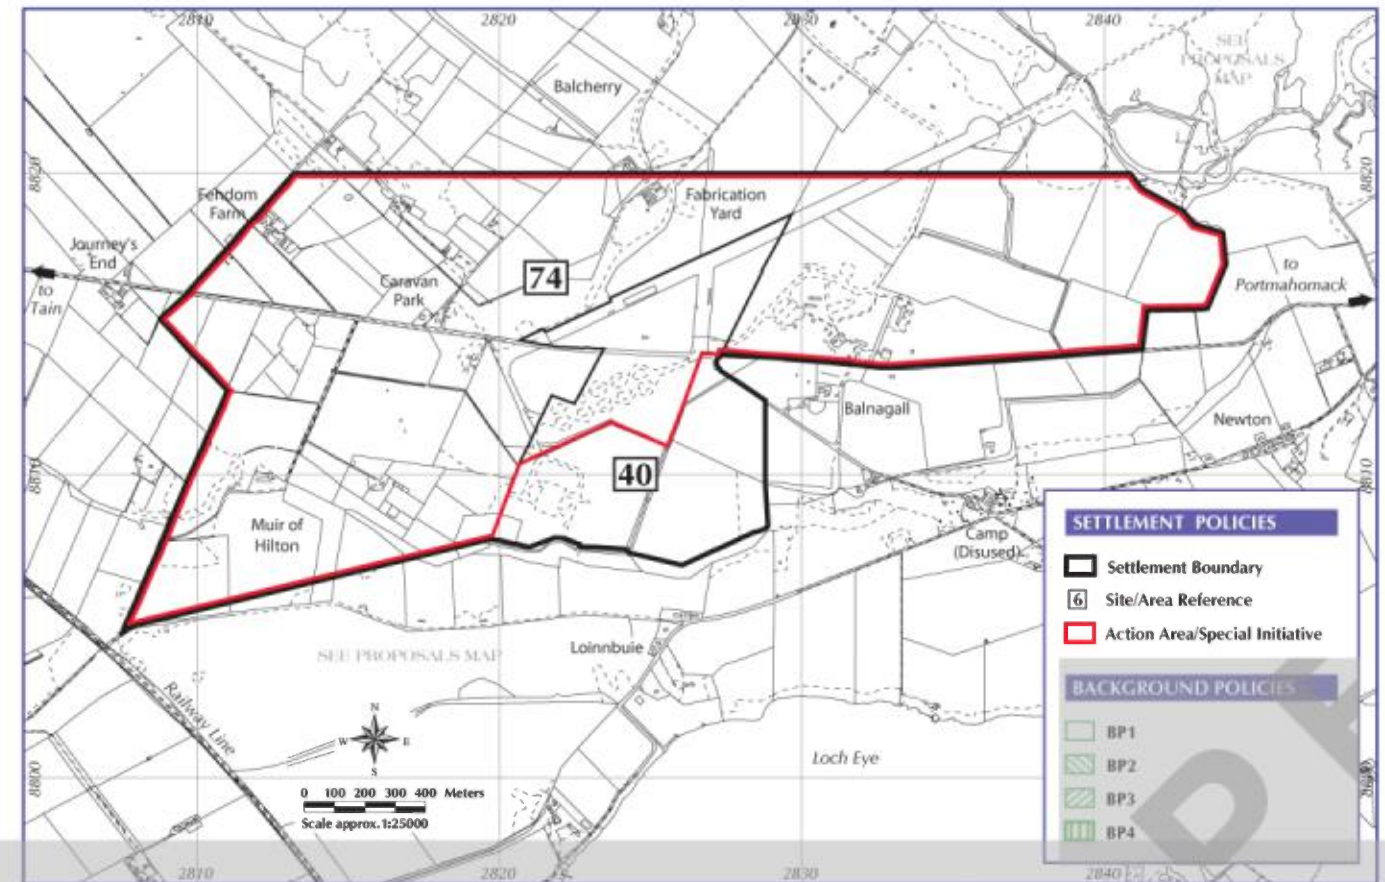 2810 2820 2830 2840
SEE
PROPOSALS
MAP
Balcherry
8820 8820
Fendom
Farm
Fabrication
Yard
Journey's
End
to
Tain
Caravan
Park
74
to
Portmahomack
Balnagall
Newton
8810 8810
40
Muir of
Hilton
Camp
(Disused)
SEE PROPOSALS MAP
Loinnbuie
Railway Line
Loch Eye
N
W E
S
8800 8800
0 100 200 300 400 Meters
Scale approx. 1:25000
SETTLEMENT POLICIES
Settlement Boundary
6 Site/Area Reference
Action Area/Special Initiative
BACKGROUND POLICIES
BP1
BP2
BP3
BP4
2810 2820 2830 2840